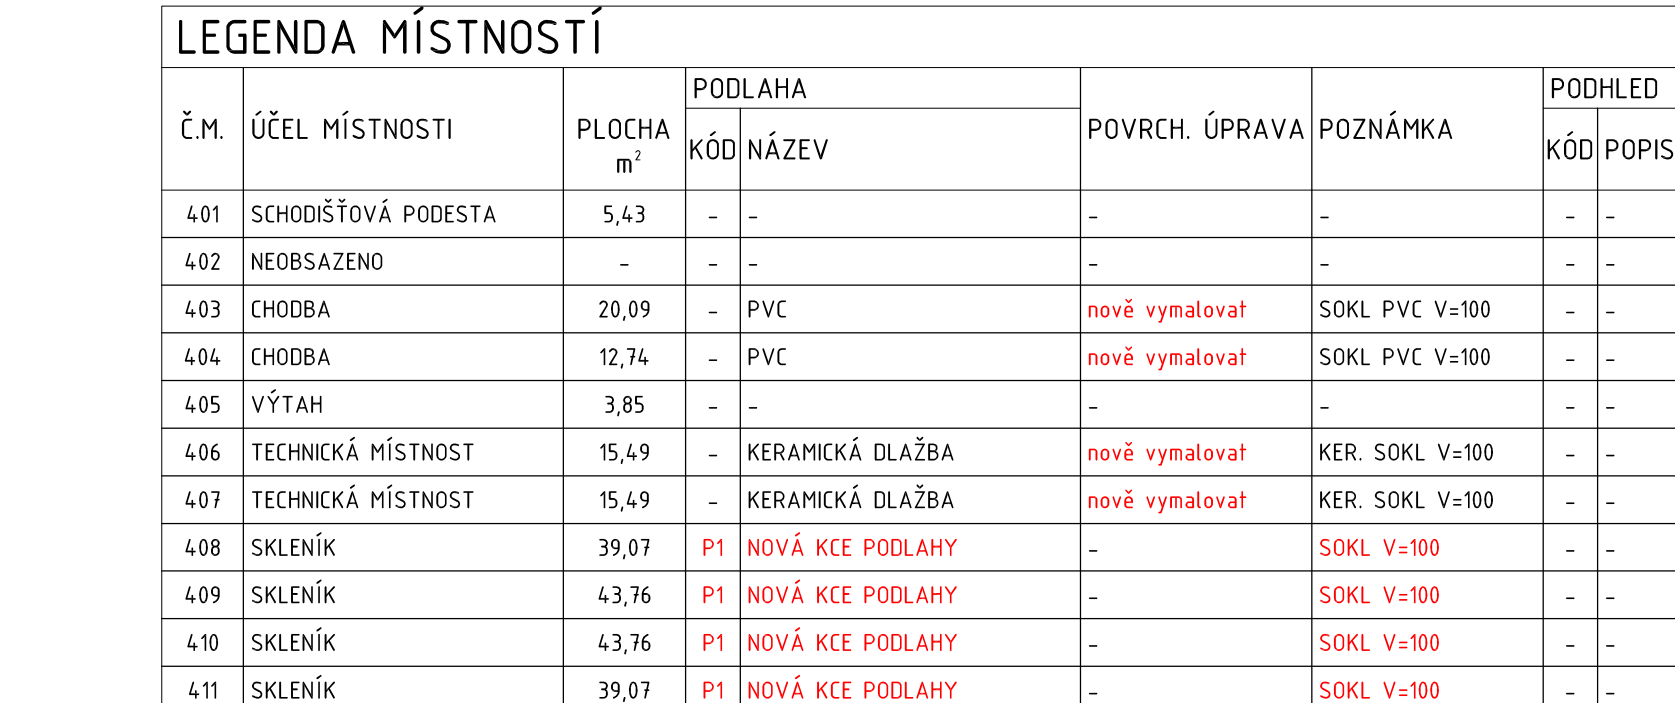 LEGENDA MÍSTNOSTÍ
Č.M. ÚČEL MÍSTNOSTI PLOCHA m² PODLAHA POVRCH. ÚPRAVA POZNÁMKA PODHLED
KÓD NÁZEV KÓD POPIS
401 SCHODIŠŤOVÁ PODESTA 5,43 - - - - - -
402 NEOBSAZENO - - - - - - -
403 CHODBA 20,09 - PVC nově vymalovat SOKL PVC V=100 - -
404 CHODBA 12,74 - PVC nově vymalovat SOKL PVC V=100 - -
405 VÝTAH 3,85 - - - - - -
406 TECHNICKÁ MÍSTNOST 15,49 - KERAMICKÁ DLAŽBA nově vymalovat KER. SOKL V=100 - -
407 TECHNICKÁ MÍSTNOST 15,49 - KERAMICKÁ DLAŽBA nově vymalovat KER. SOKL V=100 - -
408 SKLENÍK 39,07 P1 NOVÁ KCE PODLAHY - SOKL V=100 - -
409 SKLENÍK 43,76 P1 NOVÁ KCE PODLAHY - SOKL V=100 - -
410 SKLENÍK 43,76 P1 NOVÁ KCE PODLAHY - SOKL V=100 - -
411 SKLENÍK 39,07 P1 NOVÁ KCE PODLAHY - SOKL V=100 - -